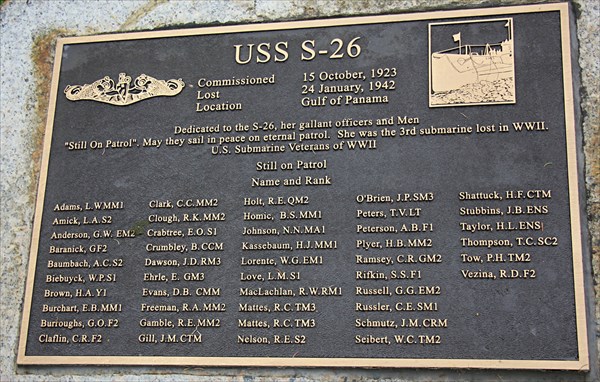 USS S-26
Commissioned 15 October, 1923
Lost 24 January, 1942
Location Gulf of Panama
Dedicated to the S-26, her gallant officers and Men
"Still On Patrol". May they sail in peace on eternal patrol. She was the 3rd submarine lost in WWII.
U.S. Submarine Veterans of WWII
Still on Patrol
Name and Rank
Adams, L.W MM1
Amick, L.A. S2
Anderson, G.W. EM2
Baranick, G F2
Baumbach, A.C. S2
Biebuyck, W.P. S1
Brown, H.A. Y1
Burchart, E.B. MM1
Burroughs, G.O. F2
Claflin, C.R. F2
Clark, C.C. MM2
Clough, R.K. MM2
Crabtree, E.O. S1
Crumbley, B. CCM
Dawson, J.D. RM3
Ehrle, E. GM3
Evans, D.B. CMM
Freeman, R.A. MM2
Gamble, R.E. MM2
Gill, J.M. CTM
Holt, R.E. QM2
Homic, B.S. MM1
Johnson, N.N. MA1
Kassebaum, H.J. MM1
Lorente, W.G. EM1
Love, L.M. S1
MacLachlan, R.W. RM1
Mattes, R.C. TM3
Mattes, R.C. TM3
Nelson, R.E. S2
O'Brien, J.P. SM3
Peters, T.V. LT
Peterson, A.B. F1
Plyer, H.B. MM2
Ramsey, C.R. GM2
Rifkin, S.S. F1
Russell, G.G. EM2
Russler, C.E. SM1
Schmutz, J.M. CRM
Seibert, W.C. TM2
Shattuck, H.F. CTM
Stubbins, J.B. ENS
Taylor, H.L. ENS
Thompson, T.C. SC2
Tow, P.H. TM2
Vezina, R.D. F2